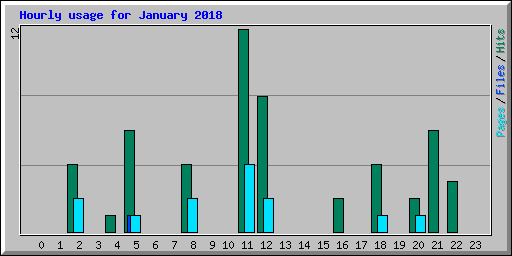 Hourly usage for January 2018
12
Pages/Files/Hits
0 1 2 3 4 5 6 7 8 9 10 11 12 13 14 15 16 17 18 19 20 21 22 23